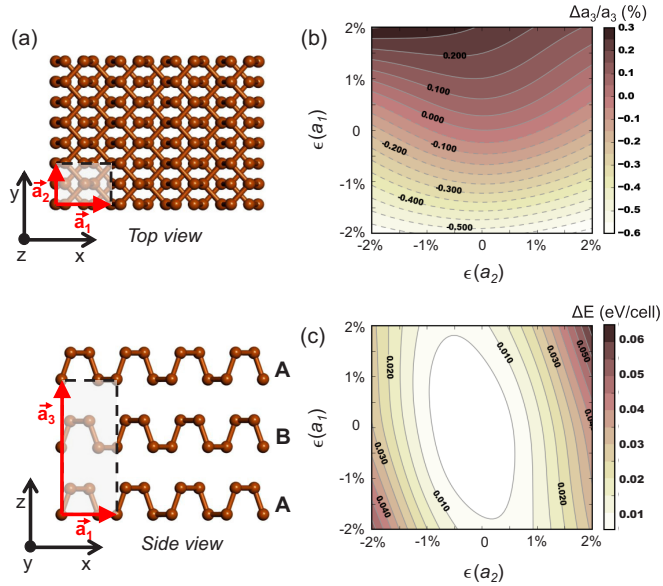 (a)
y
z
x
a₂
a₁
Top view
(b)
Δa₃/a₃ (%)
2%
1%
0
-1%
-2%
ϵ(a₁)
0.200
0.100
0.000
-0.100
-0.200
-0.300
-0.400
-0.500
-2%
-1%
0
1%
2%
ϵ(a₂)
0.3
0.2
0.1
0.0
−0.1
−0.2
−0.3
−0.4
−0.5
−0.6
A
B
A
a₃
a₁
z
y
x
Side view
(c)
ΔE (eV/cell)
2%
1%
0
-1%
-2%
ϵ(a₁)
0.020
0.010
0.030
0.050
0.040
0.030
0.040
0.010
0.020
-2%
-1%
0
1%
2%
ϵ(a₂)
0.06
0.05
0.04
0.03
0.02
0.01